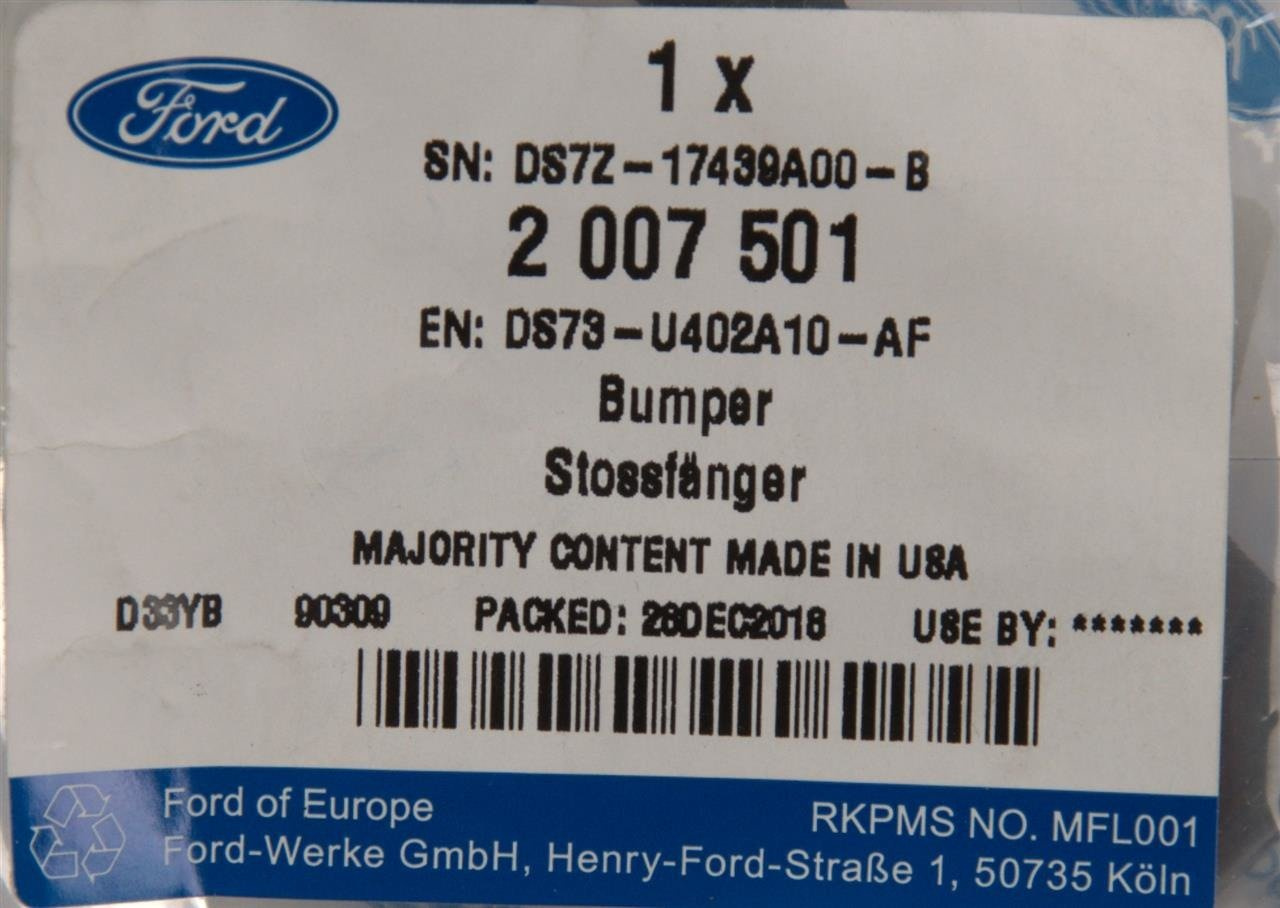 Ford
1 x
SN: DS7Z-17439A00-B
2 007 501
EN: DS73-U402A10-AF
Bumper
Stossfänger
MAJORITY CONTENT MADE IN USA
D33YB 90309 PACKED: 28DEC2018 USE BY: *******
Ford of Europe
RKPMS NO. MFL001
Ford-Werke GmbH, Henry-Ford-Straße 1, 50735 Köln